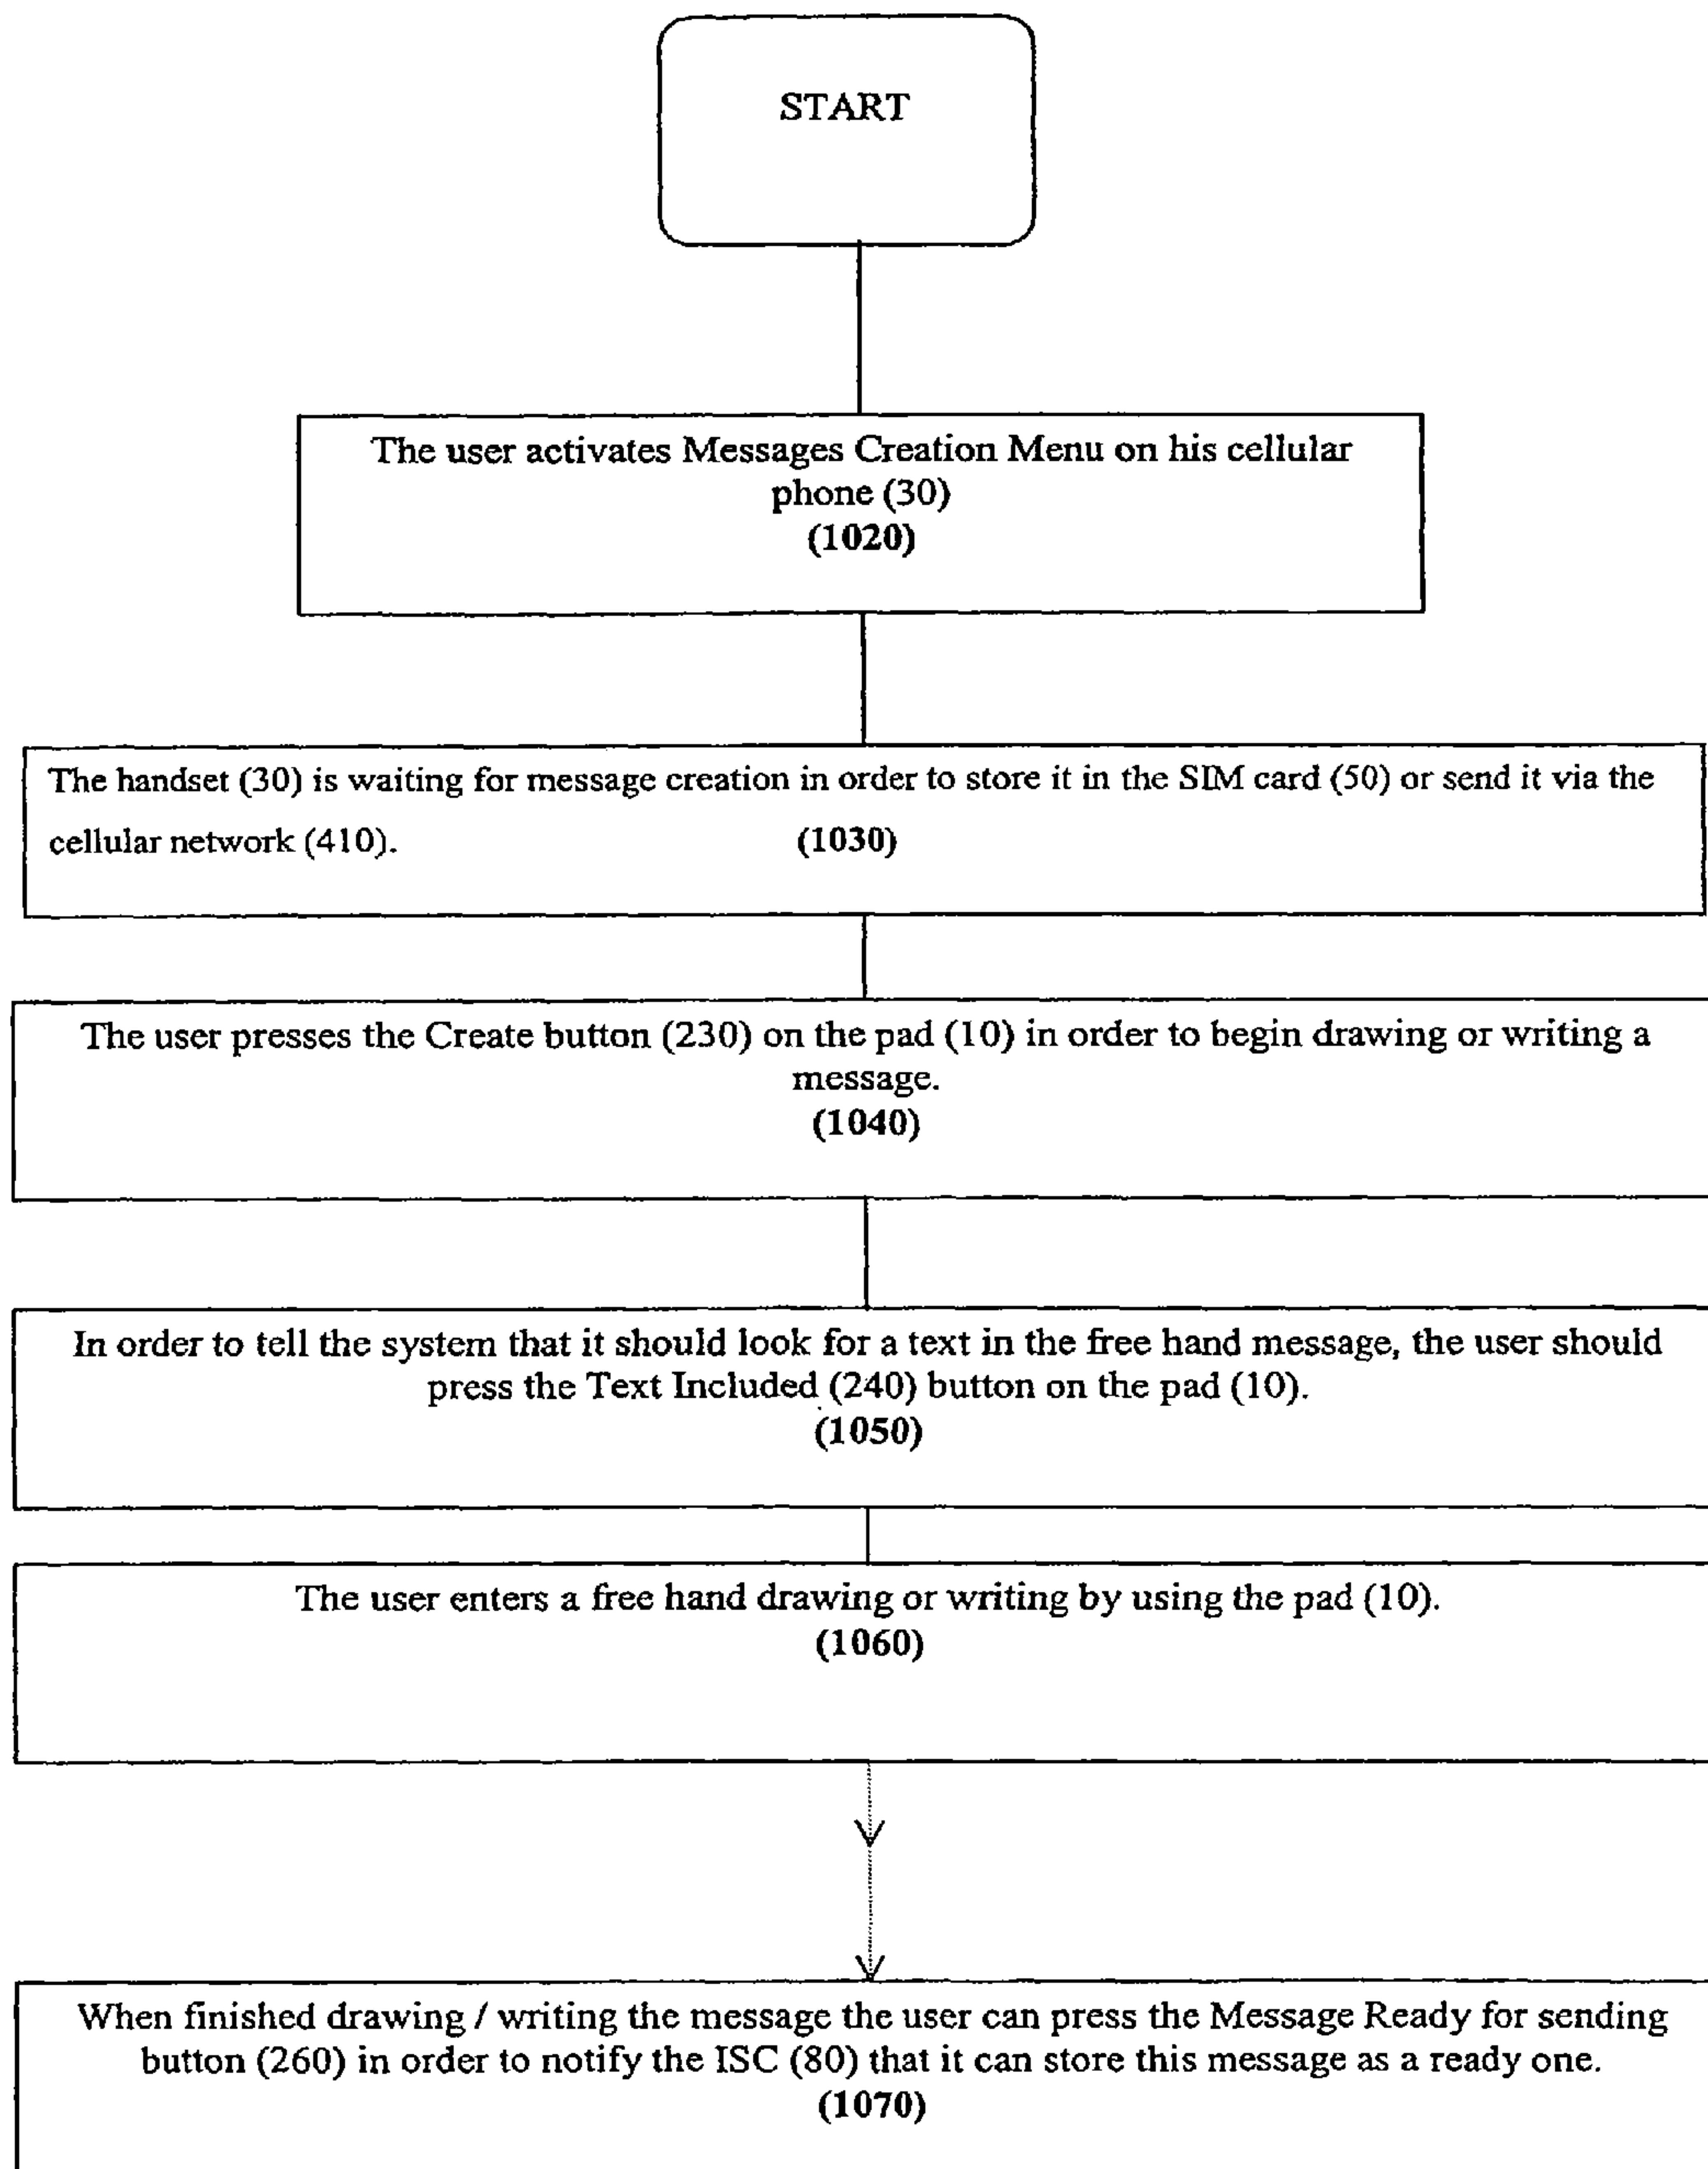 START
The user activates Messages Creation Menu on his cellular
phone (30)
(1020)
The handset (30) is waiting for message creation in order to store it in the SIM card (50) or send it via the
cellular network (410). (1030)
The user presses the Create button (230) on the pad (10) in order to begin drawing or writing a
message.
(1040)
In order to tell the system that it should look for a text in the free hand message, the user should
press the Text Included (240) button on the pad (10).
(1050)
The user enters a free hand drawing or writing by using the pad (10).
(1060)
When finished drawing / writing the message the user can press the Message Ready for sending
button (260) in order to notify the ISC (80) that it can store this message as a ready one.
(1070)